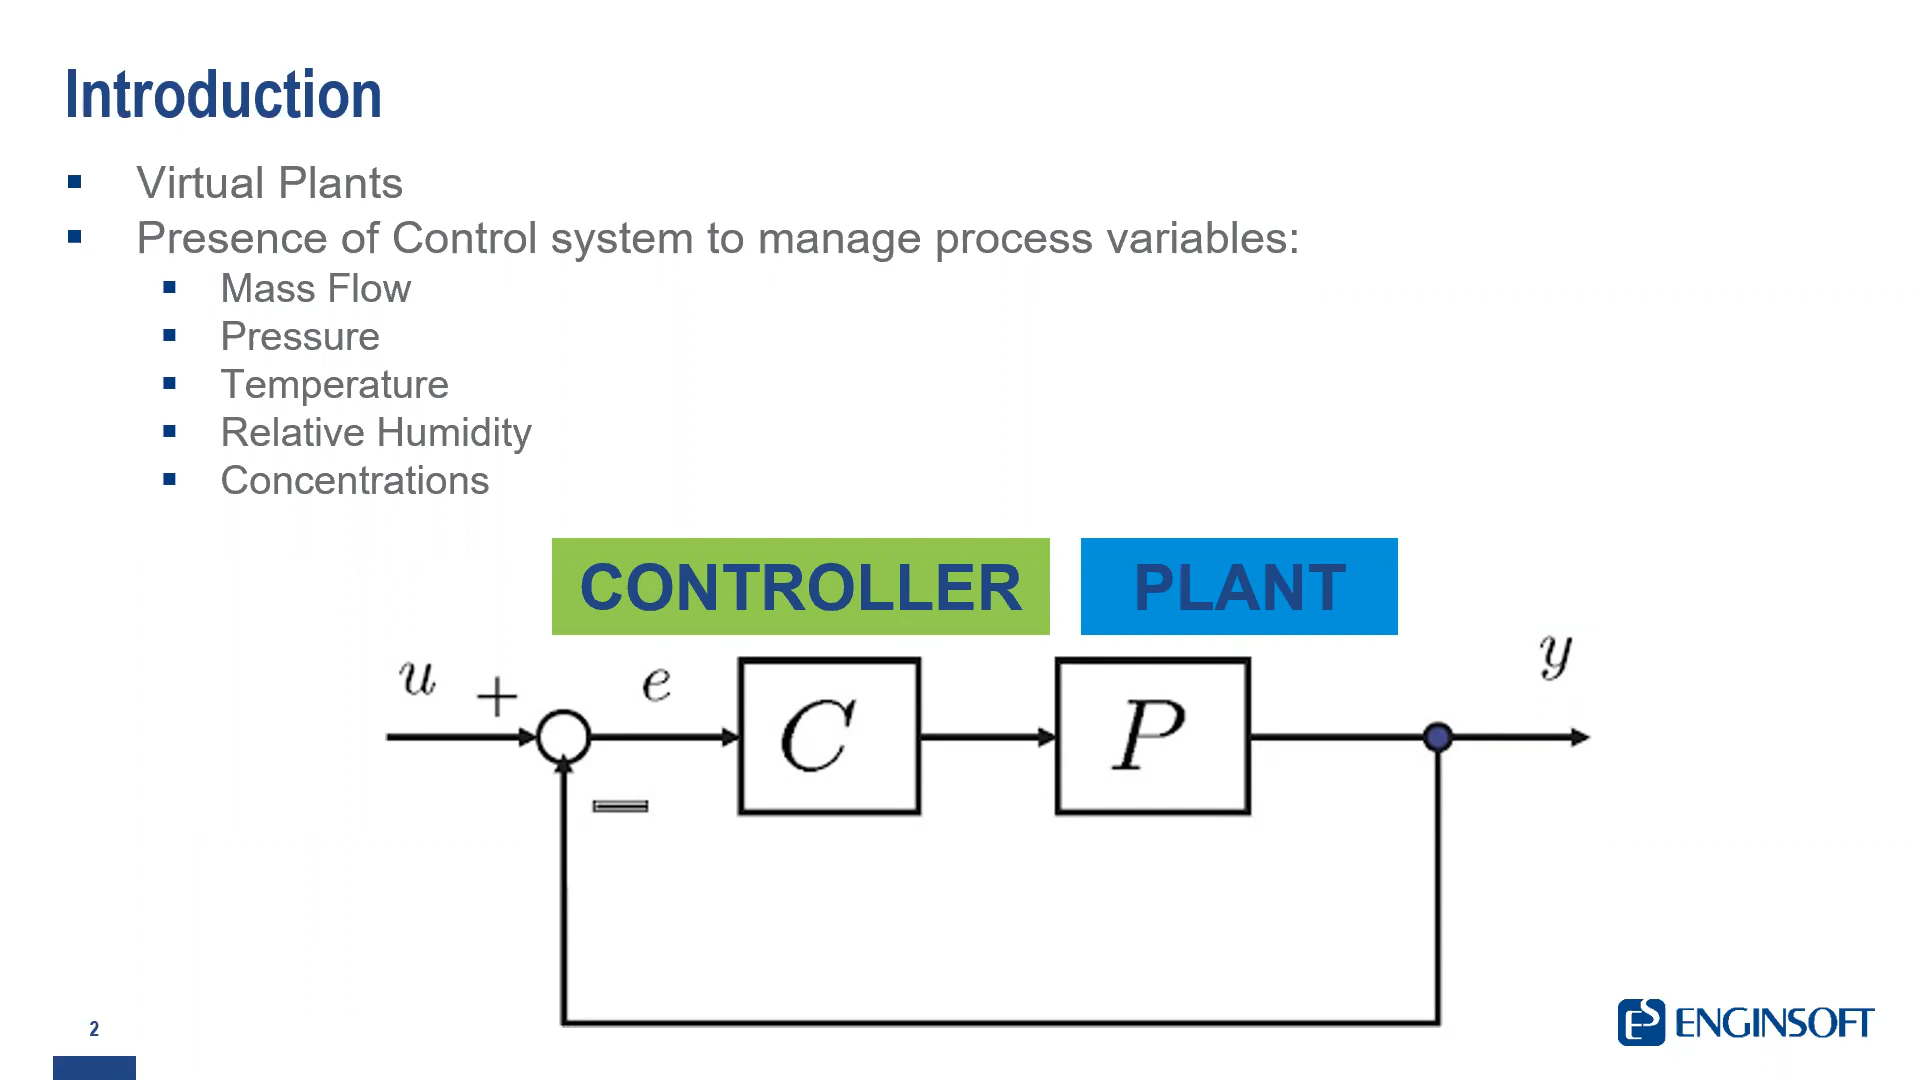 Introduction
Virtual Plants
Presence of Control system to manage process variables:
Mass Flow
Pressure
Temperature
Relative Humidity
Concentrations
CONTROLLER PLANT
u + e C P y
−
2
ENGINSOFT